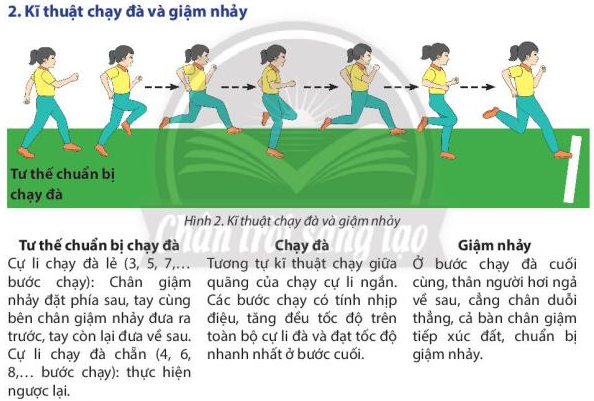 2. Kĩ thuật chạy đà và giậm nhảy
Tư thế chuẩn bị
chạy đà
Hình 2. Kĩ thuật chạy đà và giậm nhảy
Chân trời sáng tạo
Tư thế chuẩn bị chạy đà
Cự li chạy đà lẻ (3, 5, 7,...
bước chạy): Chân giậm
nhảy đặt phía sau, tay cùng
bên chân giậm nhảy đưa ra
trước, tay còn lại đưa về sau.
Cự li chạy đà chẵn (4, 6,
8,... bước chạy): thực hiện
ngược lại.
Chạy đà
Tương tự kĩ thuật chạy giữa
quãng của chạy cự li ngắn.
Các bước chạy có tính nhịp
điệu, tăng đều tốc độ trên
toàn bộ cự li đà và đạt tốc độ
nhanh nhất ở bước cuối.
Giậm nhảy
Ở bước chạy đà cuối
cùng, thân người hơi ngả
về sau, cẳng chân duỗi
thẳng, cả bàn chân giậm
tiếp xúc đất, chuẩn bị
giậm nhảy.